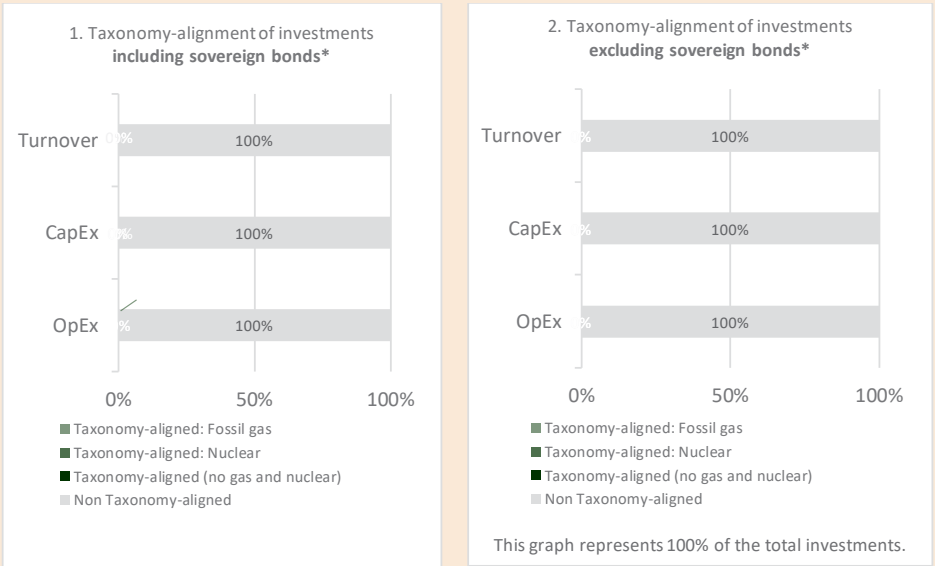 1. Taxonomy-alignment of investments
including sovereign bonds*
Turnover 0% 100%
CapEx 0% 100%
OpEx % 100%
0% 50% 100%
Taxonomy-aligned: Fossil gas
Taxonomy-aligned: Nuclear
Taxonomy-aligned (no gas and nuclear)
Non Taxonomy-aligned
2. Taxonomy-alignment of investments
excluding sovereign bonds*
Turnover % 100%
CapEx % 100%
OpEx % 100%
0% 50% 100%
Taxonomy-aligned: Fossil gas
Taxonomy-aligned: Nuclear
Taxonomy-aligned (no gas and nuclear)
Non Taxonomy-aligned
This graph represents 100% of the total investments.